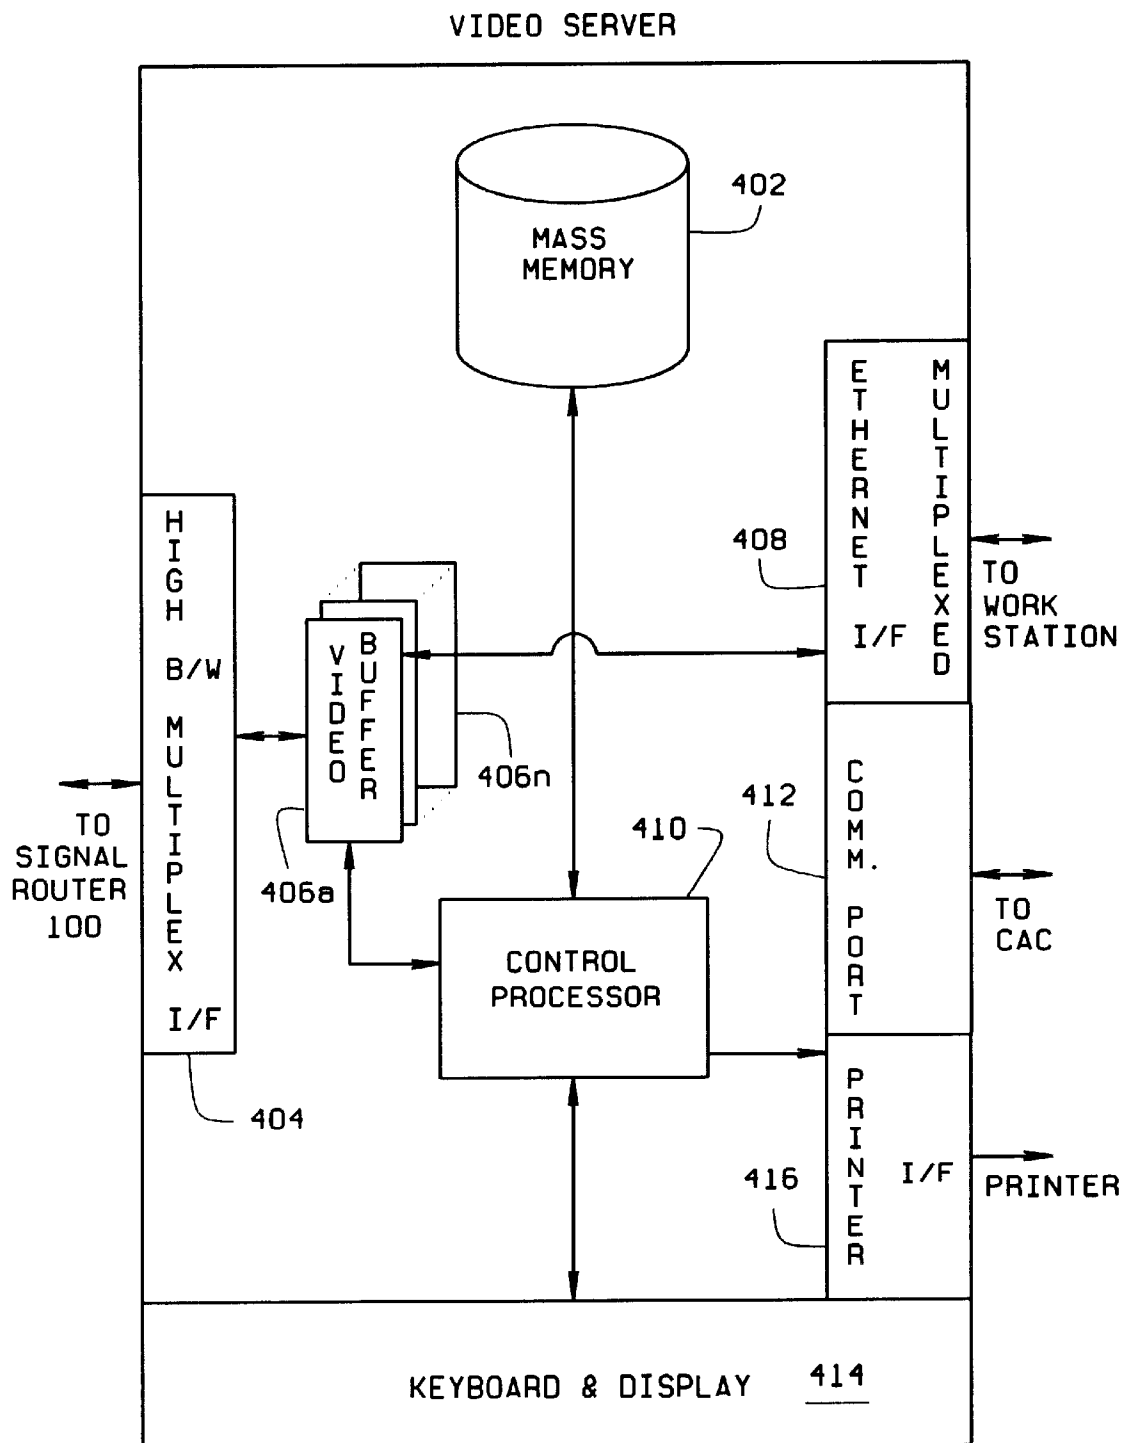 VIDEO SERVER
MASS
MEMORY
402
ETHERNET I/F
MULTIPLEXED
408
TO
WORK
STATION
HIGH B/W MULTIPLEX I/F
VIDEO
BUFFER
406n
406a
TO
SIGNAL
ROUTER
100
410
412
COMM. PORT
TO
CAC
CONTROL
PROCESSOR
404
PRINTER
I/F
416
PRINTER
KEYBOARD & DISPLAY
414